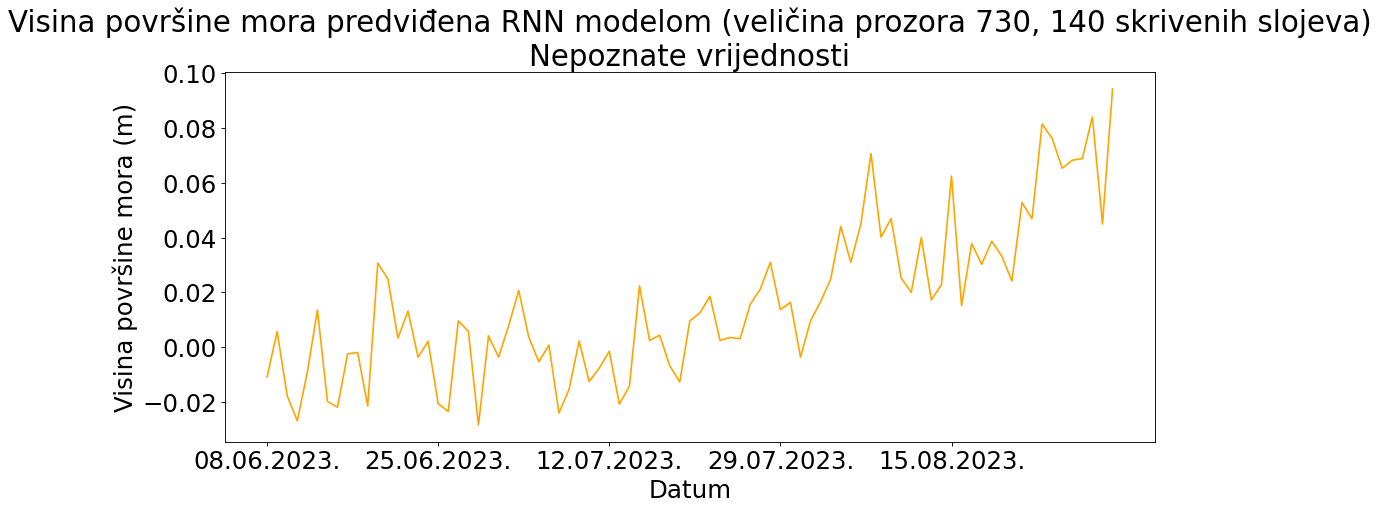 Visina površine mora predviđena RNN modelom (veličina prozora 730, 140 skrivenih slojeva)
Nepoznate vrijednosti
Visina površine mora (m)
0.10
0.08
0.06
0.04
0.02
0.00
−0.02
08.06.2023. 25.06.2023. 12.07.2023. 29.07.2023. 15.08.2023.
Datum